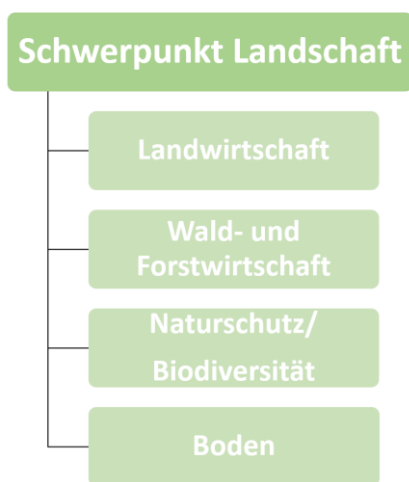 Schwerpunkt Landschaft
Landwirtschaft
Wald- und
Forstwirtschaft
Naturschutz/
Biodiversität
Boden